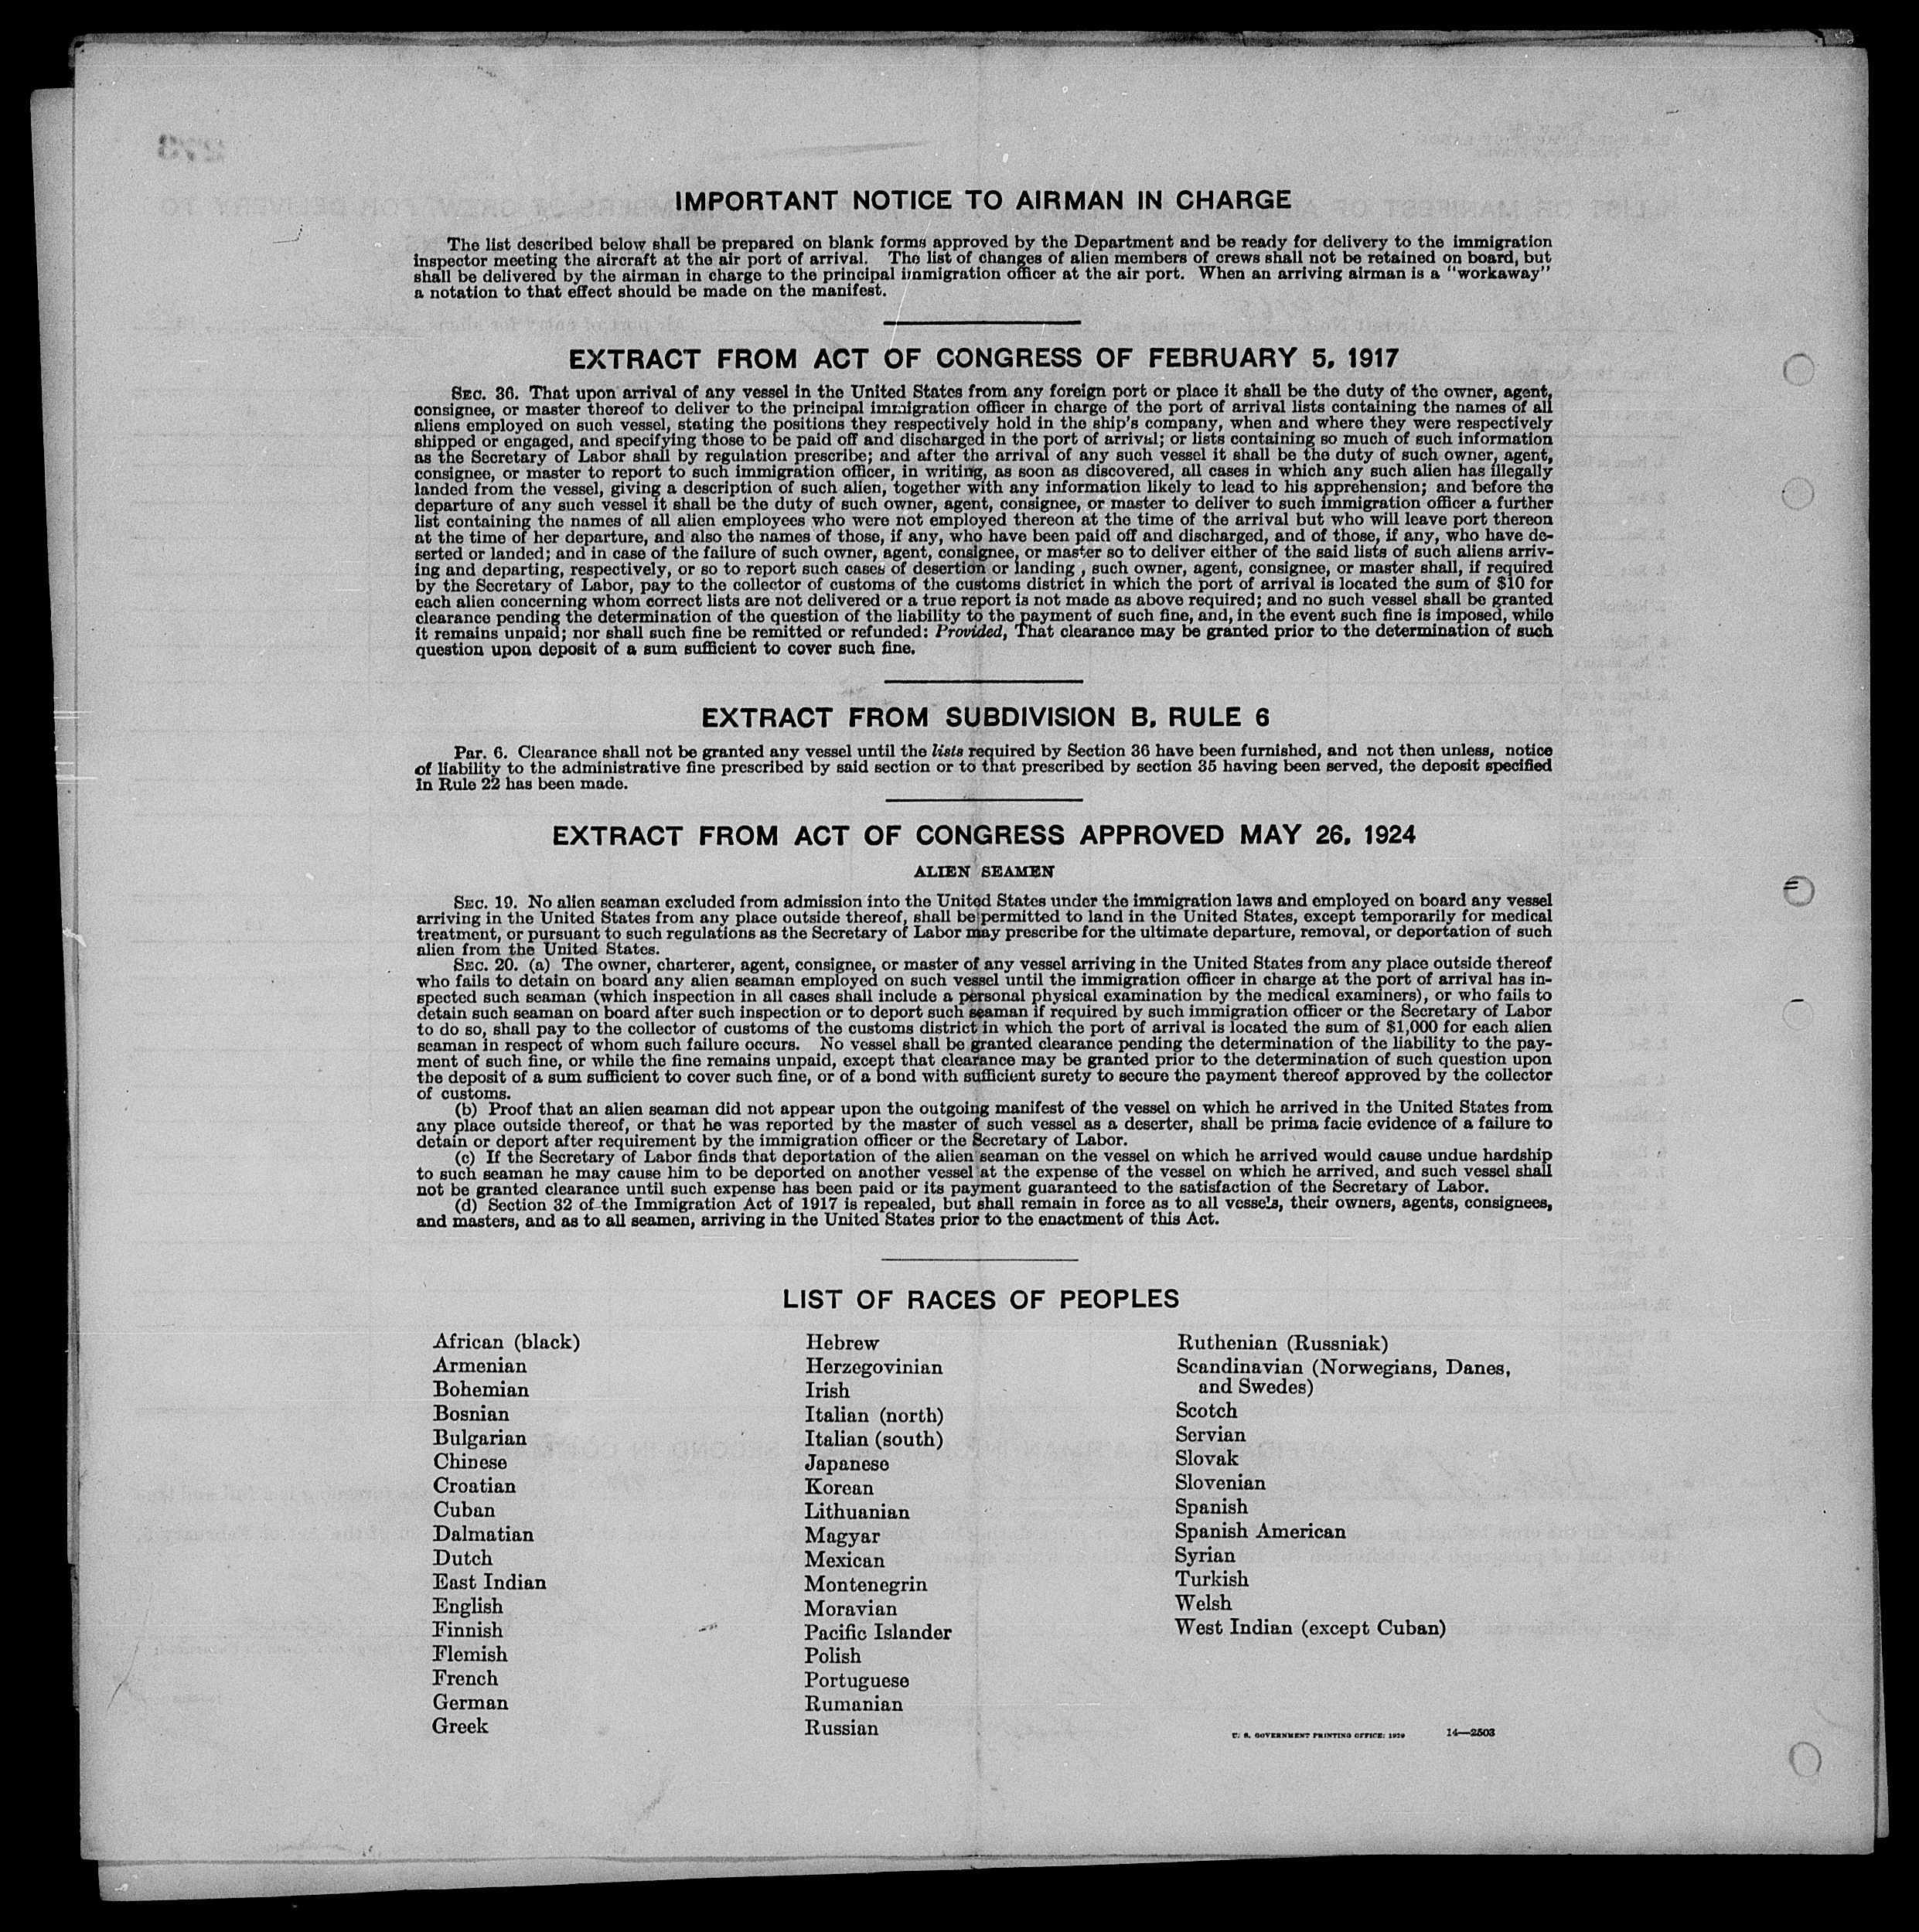 IMPORTANT NOTICE TO AIRMAN IN CHARGE
The list described below shall be prepared on blank forms approved by the Department and be ready for delivery to the immigration
inspector meeting the aircraft at the air port of arrival. The list of changes of alien members of crews shall not be retained on board, but
shall be delivered by the airman in charge to the principal immigration officer at the air port. When an arriving airman is a "workaway"
a notation to that effect should be made on the manifest.
EXTRACT FROM ACT OF CONGRESS OF FEBRUARY 5, 1917
SEC. 36. That upon arrival of any vessel in the United States from any foreign port or place it shall be the duty of the owner, agent,
consignee, or master thereof to deliver to the principal immigration officer in charge of the port of arrival lists containing the names of all
aliens employed on such vessel, stating the positions they respectively hold in the ship's company, when and where they were respectively
shipped or engaged, and specifying those to be paid off and discharged in the port of arrival; or lists containing so much of such information
as the Secretary of Labor shall by regulation prescribe; and after the arrival of any such vessel it shall be the duty of such owner, agent,
consignee, or master to report to such immigration officer, in writing, as soon as discovered, all cases in which any such alien has illegally
landed from the vessel, giving a description of such alien, together with any information likely to lead to his apprehension; and before the
departure of any such vessel it shall be the duty of such owner, agent, consignee, or master to deliver to such immigration officer a further
list containing the names of all alien employees who were not employed thereon at the time of the arrival but who will leave port thereon
at the time of her departure, and also the names of those, if any, who have been paid off and discharged, and of those, if any, who have de-
serted or landed; and in case of the failure of such owner, agent, consignee, or master so to deliver either of the said lists of such aliens arriv-
ing and departing, respectively, or so to report such cases of desertion or landing , such owner, agent, consignee, or master shall, if required
by the Secretary of Labor, pay to the collector of customs of the customs district in which the port of arrival is located the sum of $10 for
each alien concerning whom correct lists are not delivered or a true report is not made as above required; and no such vessel shall be granted
clearance pending the determination of the question of the liability to the payment of such fine, and, in the event such fine is imposed, while
it remains unpaid; nor shall such fine be remitted or refunded: Provided, That clearance may be granted prior to the determination of such
question upon deposit of a sum sufficient to cover such fine.
EXTRACT FROM SUBDIVISION B, RULE 6
Par. 6. Clearance shall not be granted any vessel until the lists required by Section 36 have been furnished, and not then unless, notice
of liability to the administrative fine prescribed by said section or to that prescribed by section 35 having been served, the deposit specified
in Rule 22 has been made.
EXTRACT FROM ACT OF CONGRESS APPROVED MAY 26, 1924
ALIEN SEAMEN
SEC. 19. No alien seaman excluded from admission into the United States under the immigration laws and employed on board any vessel
arriving in the United States from any place outside thereof, shall be permitted to land in the United States, except temporarily for medical
treatment, or pursuant to such regulations as the Secretary of Labor may prescribe for the ultimate departure, removal, or deportation of such
alien from the United States.
SEC. 20. (a) The owner, charterer, agent, consignee, or master of any vessel arriving in the United States from any place outside thereof
who fails to detain on board any alien seaman employed on such vessel until the immigration officer in charge at the port of arrival has in-
spected such seaman (which inspection in all cases shall include a personal physical examination by the medical examiners), or who fails to
detain such seaman on board after such inspection or to deport such seaman if required by such immigration officer or the Secretary of Labor
to do so, shall pay to the collector of customs of the customs district in which the port of arrival is located the sum of $1,000 for each alien
seaman in respect of whom such failure occurs. No vessel shall be granted clearance pending the determination of the liability to the pay-
ment of such fine, or while the fine remains unpaid, except that clearance may be granted prior to the determination of such question upon
the deposit of a sum sufficient to cover such fine, or of a bond with sufficient surety to secure the payment thereof approved by the collector
of customs.
(b) Proof that an alien seaman did not appear upon the outgoing manifest of the vessel on which he arrived in the United States from
any place outside thereof, or that he was reported by the master of such vessel as a deserter, shall be prima facie evidence of a failure to
detain or deport after requirement by the immigration officer or the Secretary of Labor.
(c) If the Secretary of Labor finds that deportation of the alien seaman on the vessel on which he arrived would cause undue hardship
to such seaman he may cause him to be deported on another vessel at the expense of the vessel on which he arrived, and such vessel shall
not be granted clearance until such expense has been paid or its payment guaranteed to the satisfaction of the Secretary of Labor.
(d) Section 32 of the Immigration Act of 1917 is repealed, but shall remain in force as to all vessels, their owners, agents, consignees,
and masters, and as to all seamen, arriving in the United States prior to the enactment of this Act.
LIST OF RACES OF PEOPLES
African (black)
Armenian
Bohemian
Bosnian
Bulgarian
Chinese
Croatian
Cuban
Dalmatian
Dutch
East Indian
English
Finnish
Flemish
French
German
Greek
Hebrew
Herzegovinian
Irish
Italian (north)
Italian (south)
Japanese
Korean
Lithuanian
Magyar
Mexican
Montenegrin
Moravian
Pacific Islander
Polish
Portuguese
Rumanian
Russian
Ruthenian (Russniak)
Scandinavian (Norwegians, Danes,
and Swedes)
Scotch
Servian
Slovak
Slovenian
Spanish
Spanish American
Syrian
Turkish
Welsh
West Indian (except Cuban)
U. S. GOVERNMENT PRINTING OFFICE: 1929 14—2503